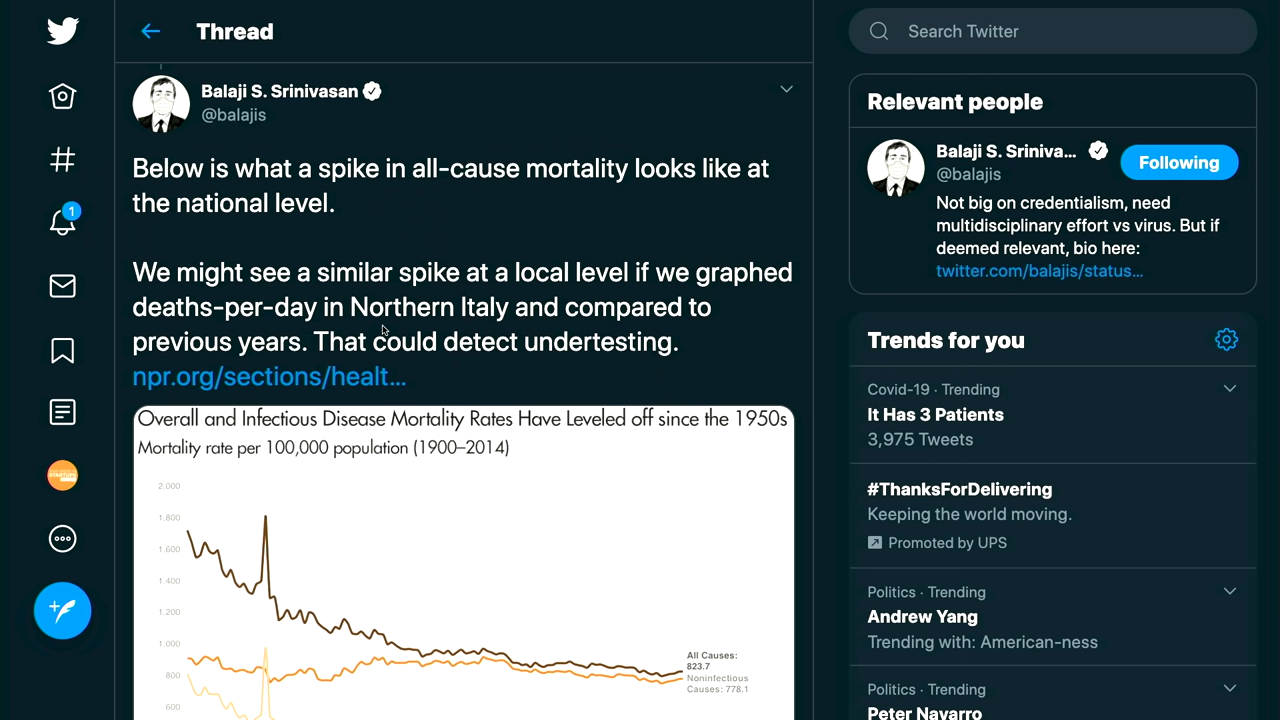 Thread
Balaji S. Srinivasan
@balajis
Below is what a spike in all-cause mortality looks like at
the national level.
We might see a similar spike at a local level if we graphed
deaths-per-day in Northern Italy and compared to
previous years. That could detect undertesting.
npr.org/sections/healt...
Overall and Infectious Disease Mortality Rates Have Leveled off since the 1950s
Mortality rate per 100,000 population (1900–2014)
2.000
1.800
1.600
1.400
1.200
1.000
800
600
All Causes:
823.7
Noninfectious
Causes: 778.1
1
Search Twitter
Relevant people
Balaji S. Sriniva...
@balajis
Following
Not big on credentialism, need
multidisciplinary effort vs virus. But if
deemed relevant, bio here:
twitter.com/balajis/status...
Trends for you
Covid-19 · Trending
It Has 3 Patients
3,975 Tweets
#ThanksForDelivering
Keeping the world moving.
Promoted by UPS
Politics · Trending
Andrew Yang
Trending with: American-ness
Politics · Trending
Peter Navarro